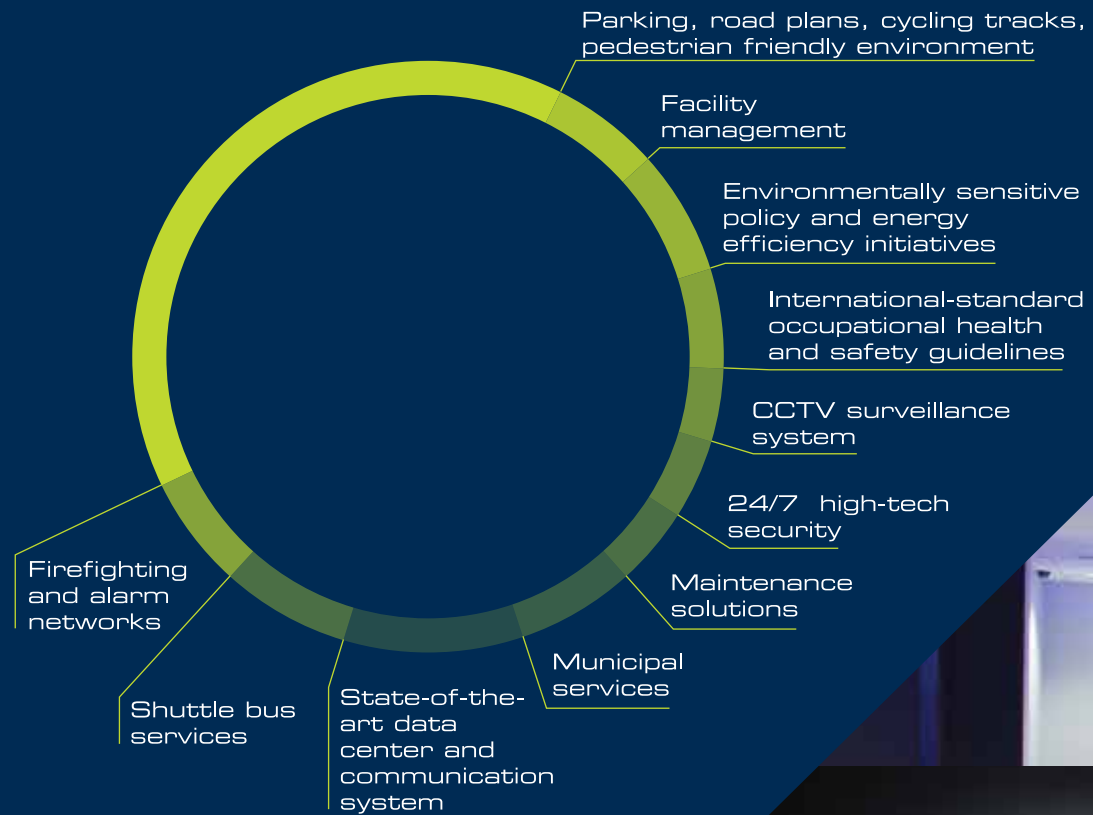 Parking, road plans, cycling tracks,
pedestrian friendly environment
Facility
management
Environmentally sensitive
policy and energy
efficiency initiatives
International-standard
occupational health
and safety guidelines
CCTV surveillance
system
24/7 high-tech
security
Maintenance
solutions
Municipal
services
State-of-the-
art data
center and
communication
system
Shuttle bus
services
Firefighting
and alarm
networks